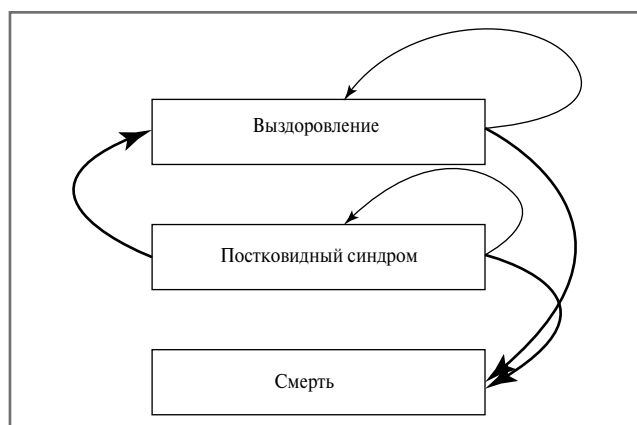 Выздоровление
Постковидный синдром
Смерть